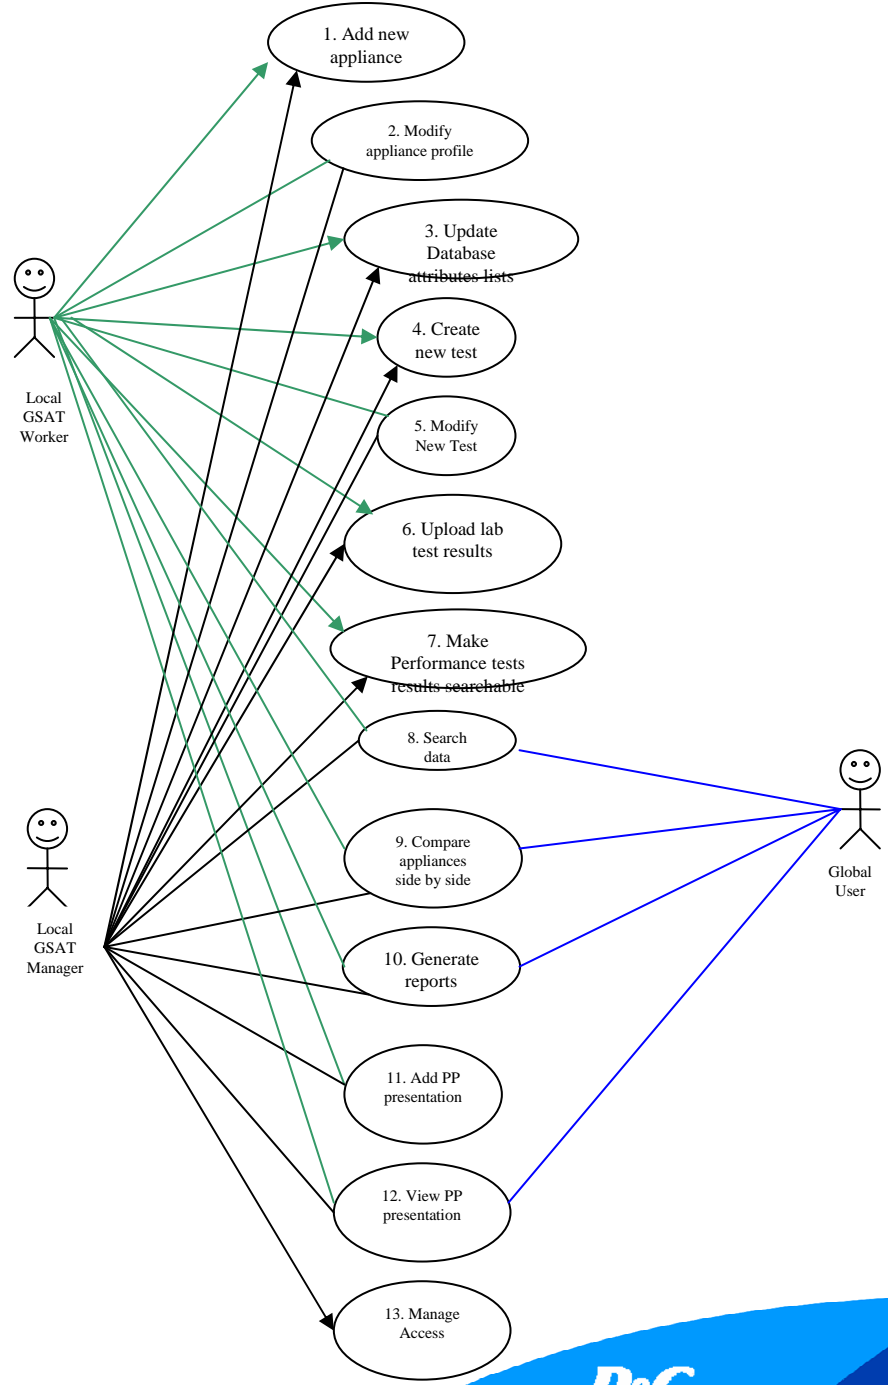 1. Add new
appliance
2. Modify
appliance profile
3. Update
Database
attributes lists
4. Create
new test
Local
GSAT
Worker
5. Modify
New Test
6. Upload lab
test results
7. Make
Performance tests
results searchable
8. Search
data
9. Compare
appliances
side by side
Global
User
Local
GSAT
Manager
10. Generate
reports
11. Add PP
presentation
12. View PP
presentation
13. Manage
Access